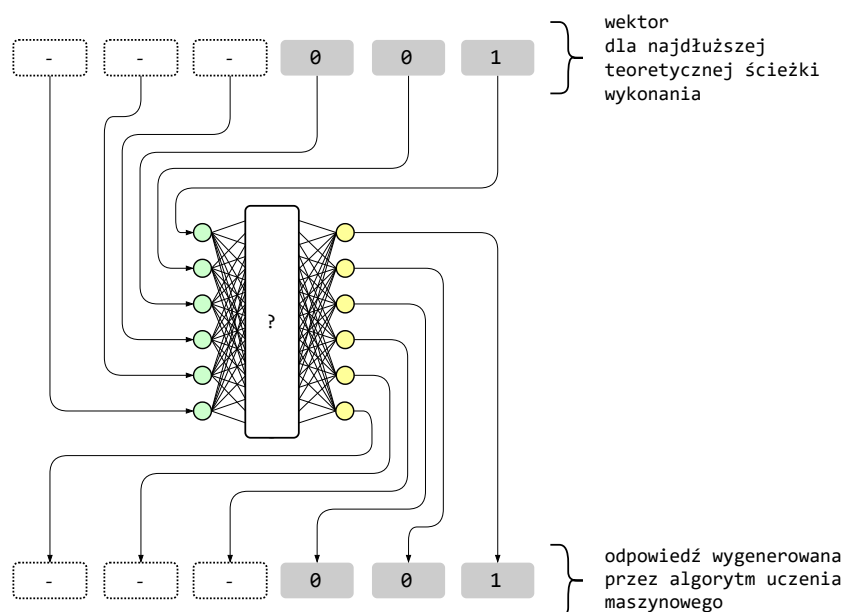 - - - 0 0 1
wektor
dla najdłuższej
teoretycznej ścieżki
wykonania
?
- - - 0 0 1
odpowiedź wygenerowana
przez algorytm uczenia
maszynowego